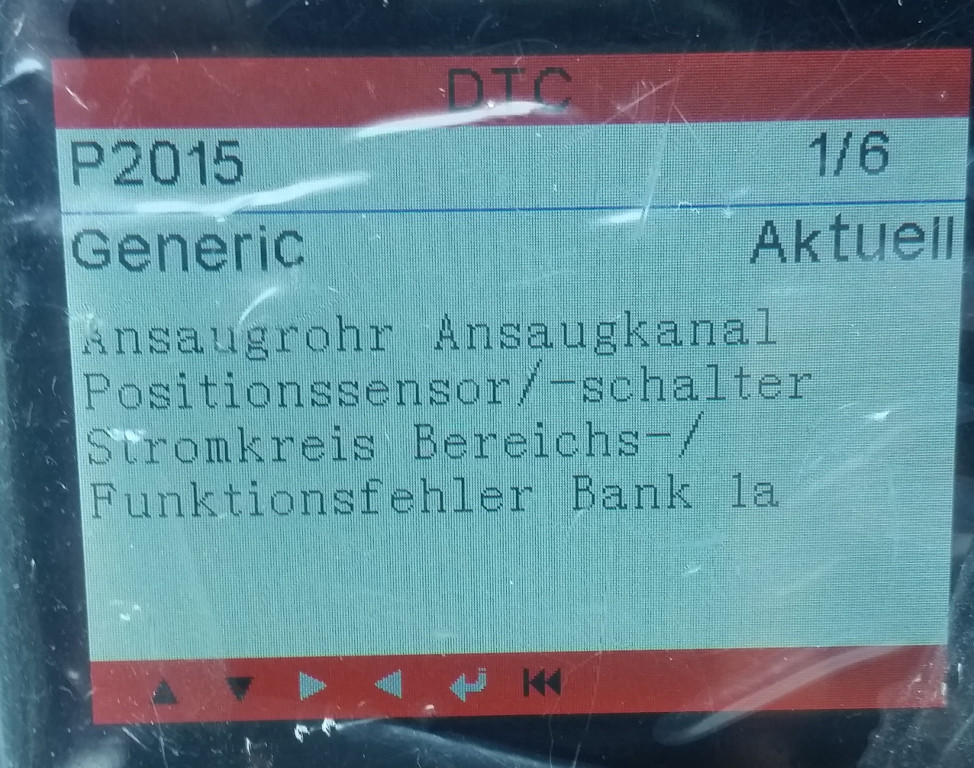 DTC
P2015 1/6
Generic Aktuell
Ansaugrohr Ansaugkanal
Positionssensor/-schalter
Stromkreis Bereichs-/
Funktionsfehler Bank 1a